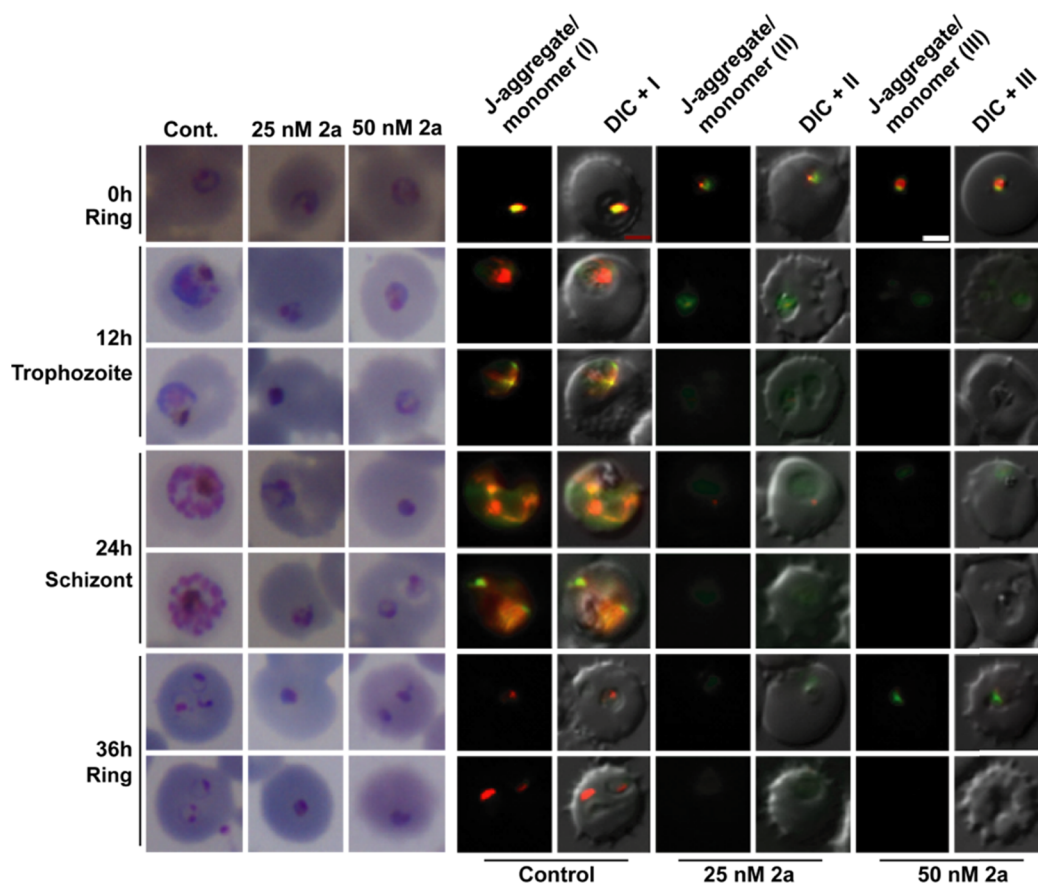 J-aggregate/
monomer (I)
DIC + I
J-aggregate/
monomer (II)
DIC + II
J-aggregate/
monomer (III)
DIC + III
Cont.
25 nM 2a
50 nM 2a
0h
Ring
12h
Trophozoite
24h
Schizont
36h
Ring
Control
25 nM 2a
50 nM 2a